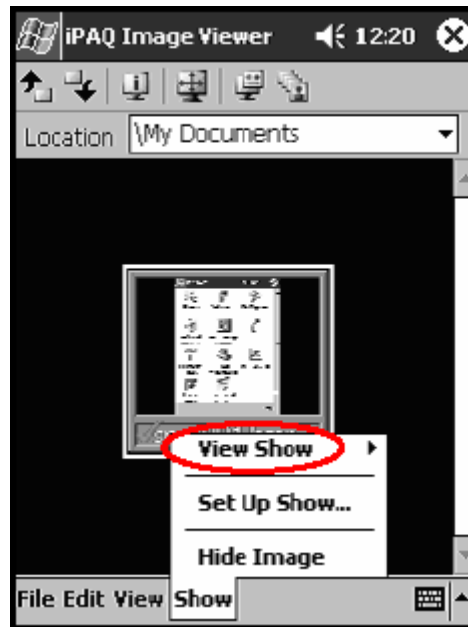 iPAQ Image Viewer 12:20
Location \My Documents
View Show
Set Up Show...
Hide Image
File Edit View Show